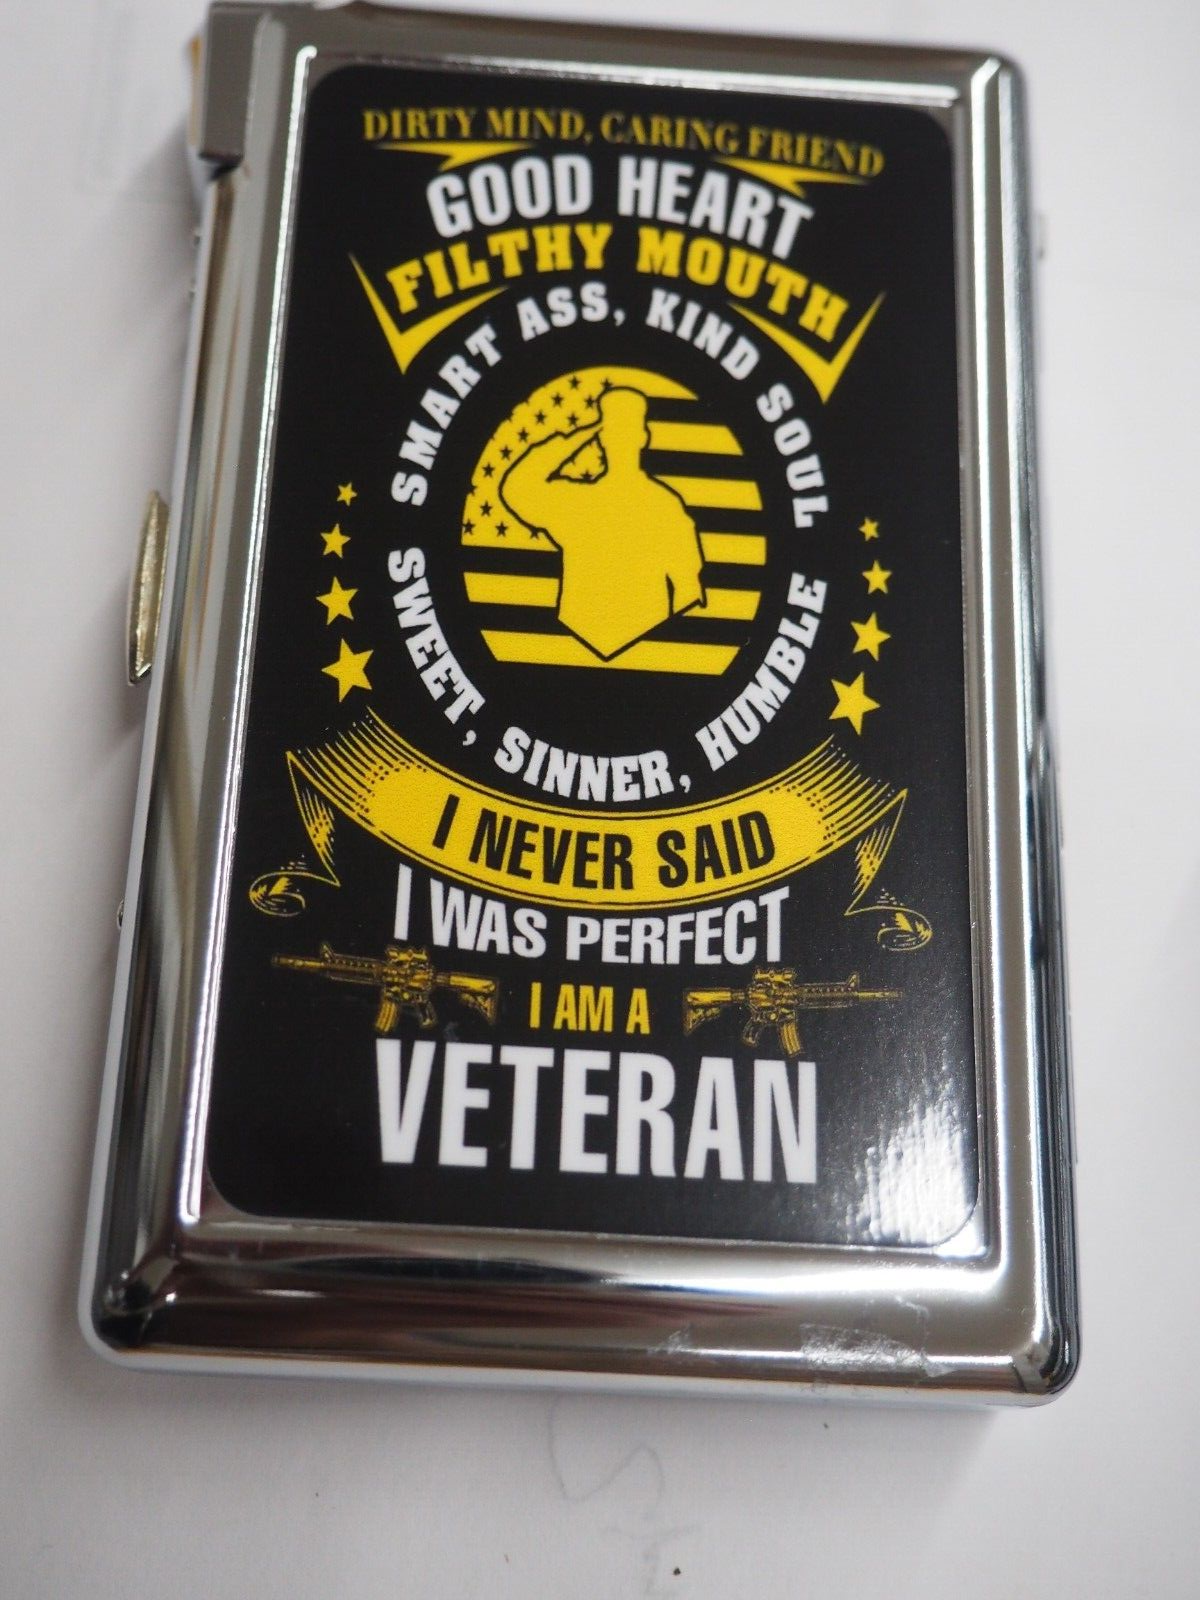 DIRTY MIND, CARING FRIEND
GOOD HEART
FILTHY MOUTH
SMART ASS, KIND SOUL
SWEET, SINNER, HUMBLE
I NEVER SAID
I WAS PERFECT
I AM A
VETERAN